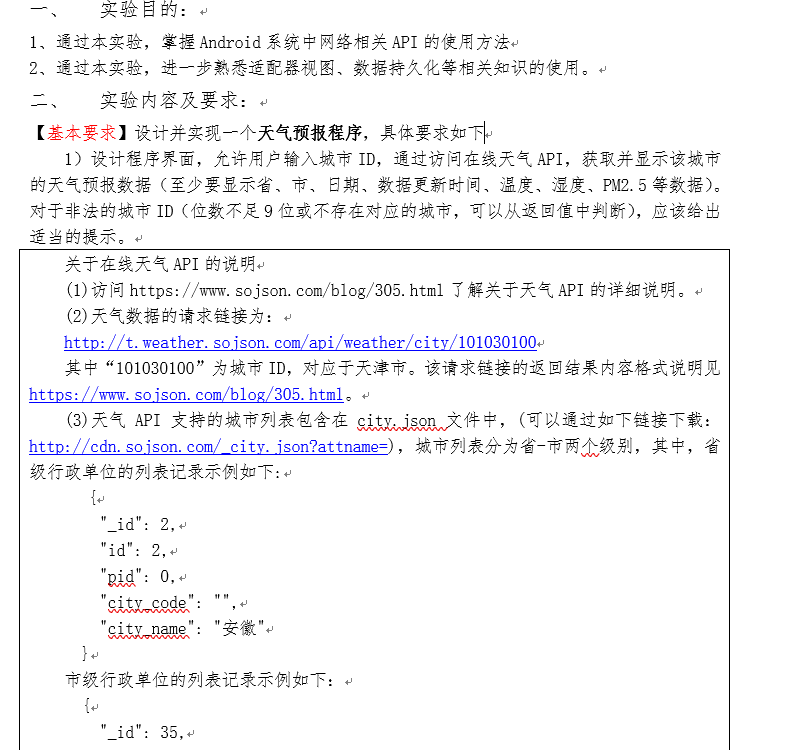 一、 实验目的：
1、通过本实验，掌握Android系统中网络相关API的使用方法
2、通过本实验，进一步熟悉适配器视图、数据持久化等相关知识的使用。
二、 实验内容及要求：
【基本要求】设计并实现一个天气预报程序，具体要求如下
1）设计程序界面，允许用户输入城市ID，通过访问在线天气API，获取并显示该城市
的天气预报数据（至少要显示省、市、日期、数据更新时间、温度、湿度、PM2.5等数据）。
对于非法的城市ID（位数不足9位或不存在对应的城市，可以从返回值中判断），应该给出
适当的提示。
关于在线天气API的说明
(1)访问https://www.sojson.com/blog/305.html了解关于天气API的详细说明。
(2)天气数据的请求链接为：
http://t.weather.sojson.com/api/weather/city/101030100
其中“101030100”为城市ID，对应于天津市。该请求链接的返回结果内容格式说明见
https://www.sojson.com/blog/305.html。
(3)天气 API 支持的城市列表包含在 city.json 文件中，(可以通过如下链接下载：
http://cdn.sojson.com/_city.json?attname=)，城市列表分为省-市两个级别，其中，省
级行政单位的列表记录示例如下:
{
"_id": 2,
"id": 2,
"pid": 0,
"city_code": "",
"city_name": "安徽"
}
市级行政单位的列表记录示例如下：
{
"_id": 35,